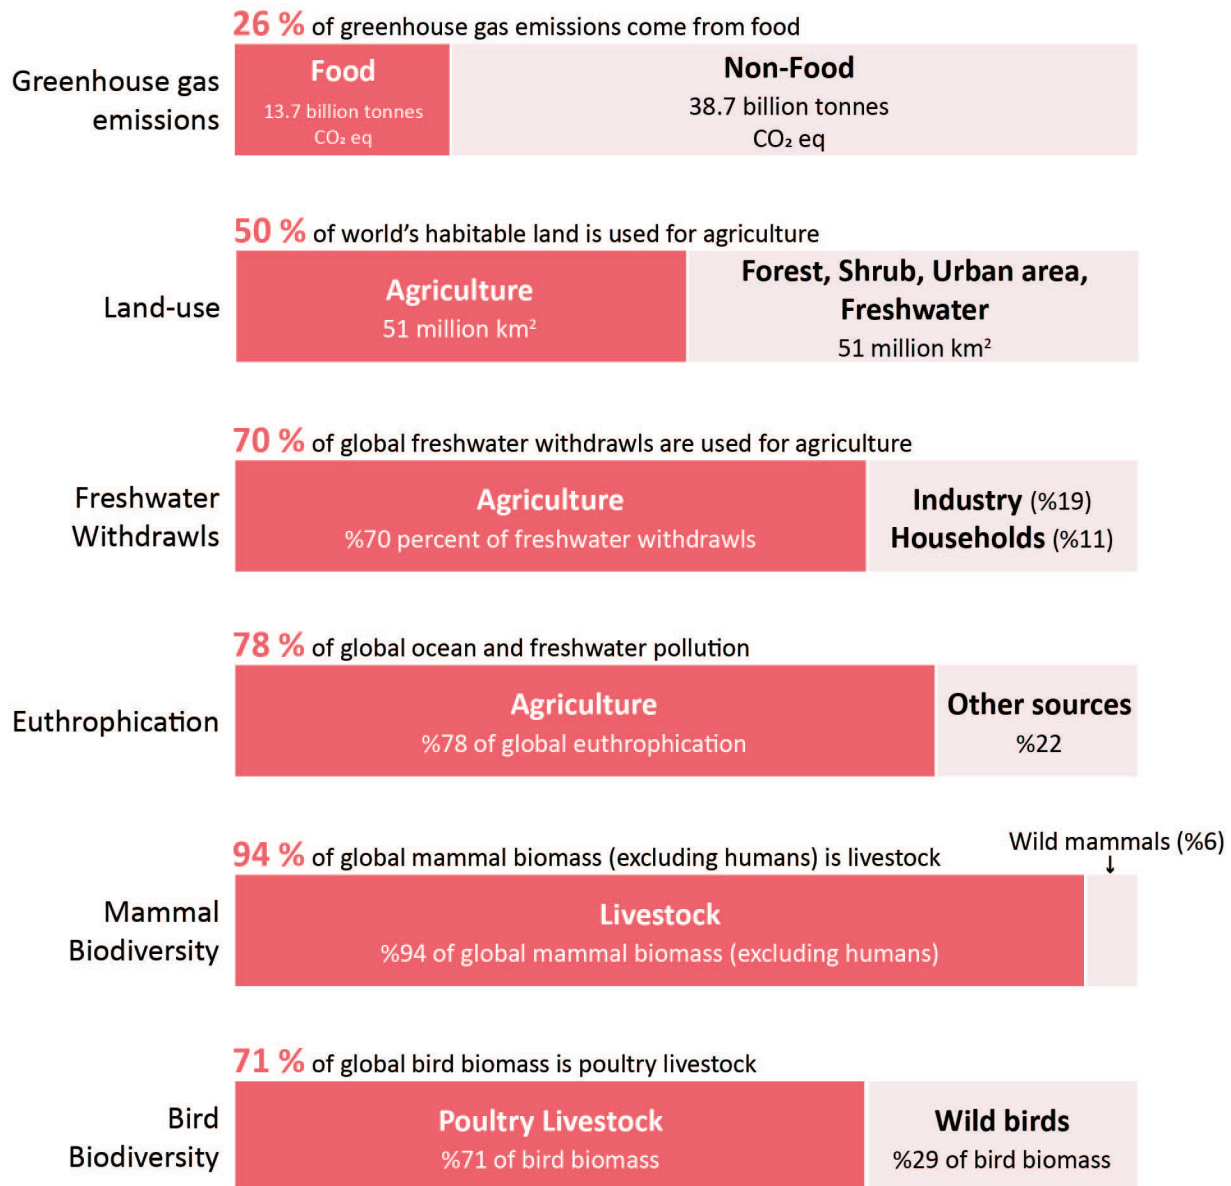 26 % of greenhouse gas emissions come from food
Greenhouse gas
emissions
Food
13.7 billion tonnes
CO₂ eq
Non-Food
38.7 billion tonnes
CO₂ eq
50 % of world’s habitable land is used for agriculture
Land-use
Agriculture
51 million km²
Forest, Shrub, Urban area,
Freshwater
51 million km²
70 % of global freshwater withdrawls are used for agriculture
Freshwater
Withdrawls
Agriculture
%70 percent of freshwater withdrawls
Industry (%19)
Households (%11)
78 % of global ocean and freshwater pollution
Euthrophication
Agriculture
%78 of global euthrophication
Other sources
%22
94 % of global mammal biomass (excluding humans) is livestock
Wild mammals (%6)
Mammal
Biodiversity
Livestock
%94 of global mammal biomass (excluding humans)
71 % of global bird biomass is poultry livestock
Bird
Biodiversity
Poultry Livestock
%71 of bird biomass
Wild birds
%29 of bird biomass